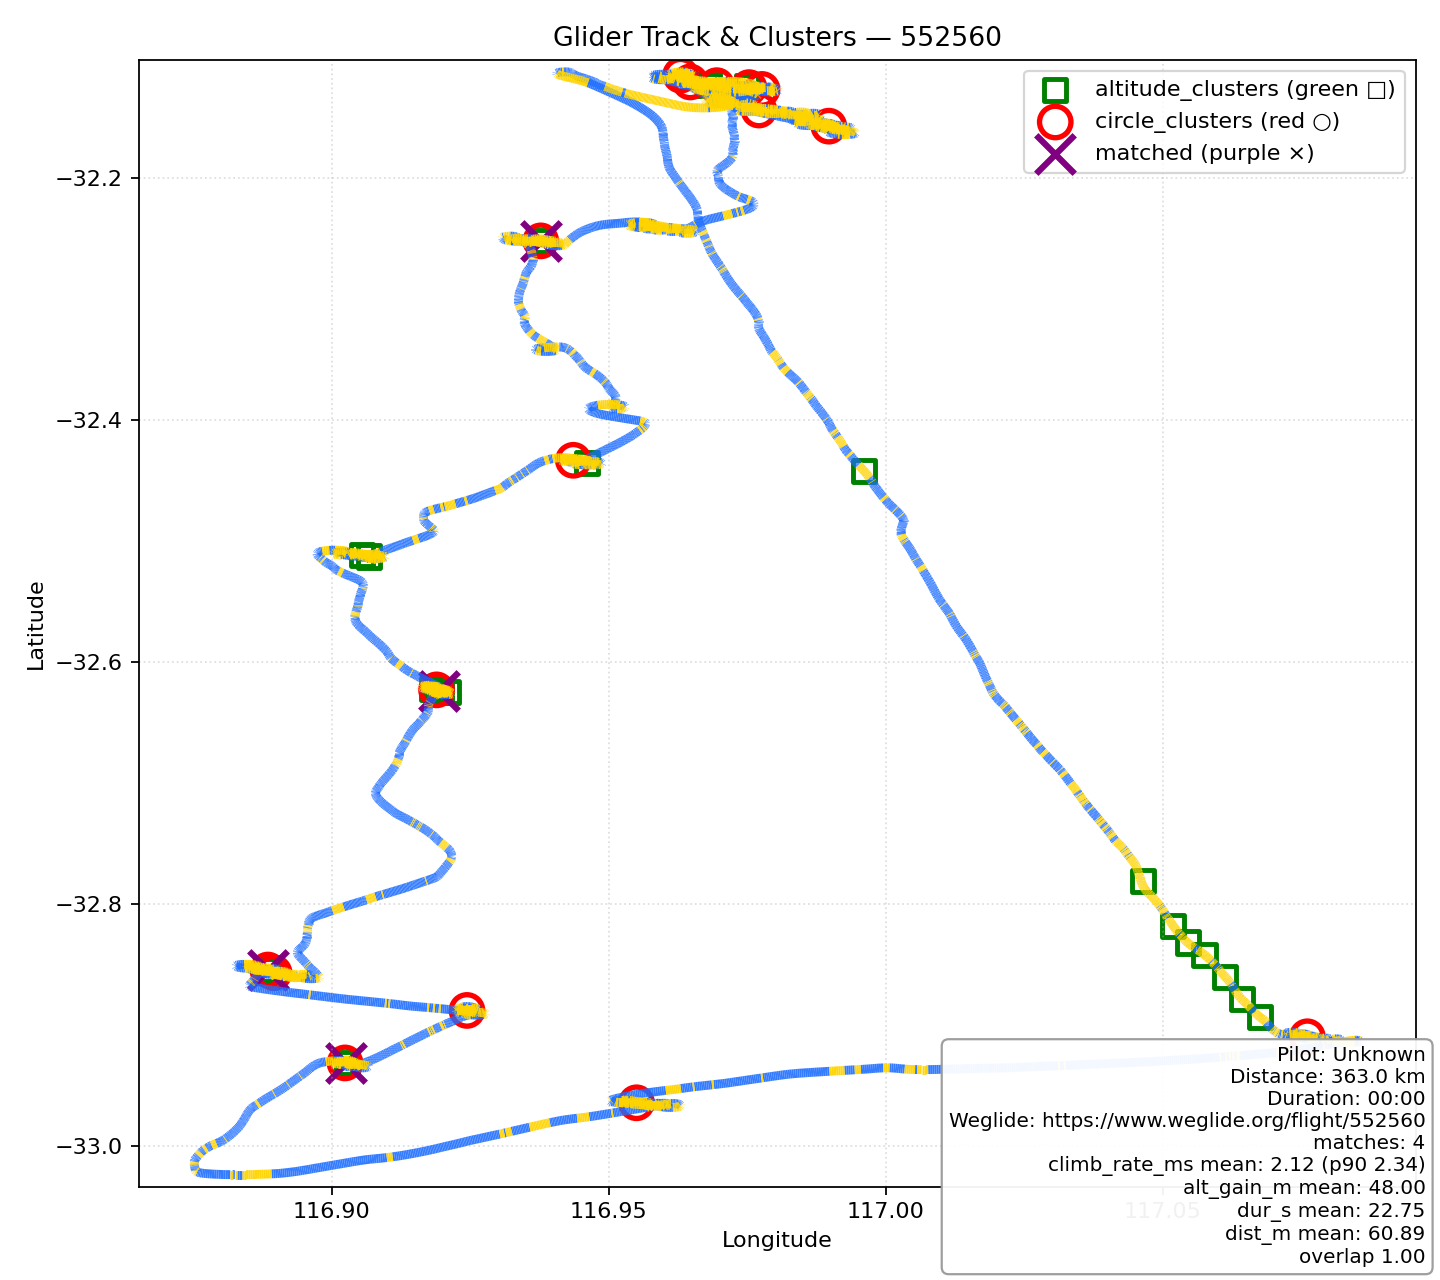 Glider Track & Clusters — 552560
altitude_clusters (green □)
circle_clusters (red ○)
matched (purple ×)
Latitude
−32.2
−32.4
−32.6
−32.8
−33.0
116.90
116.95
117.00
117.05
Longitude
Pilot: Unknown
Distance: 363.0 km
Duration: 00:00
Weglide: https://www.weglide.org/flight/552560
matches: 4
climb_rate_ms mean: 2.12 (p90 2.34)
alt_gain_m mean: 48.00
dur_s mean: 22.75
dist_m mean: 60.89
overlap 1.00